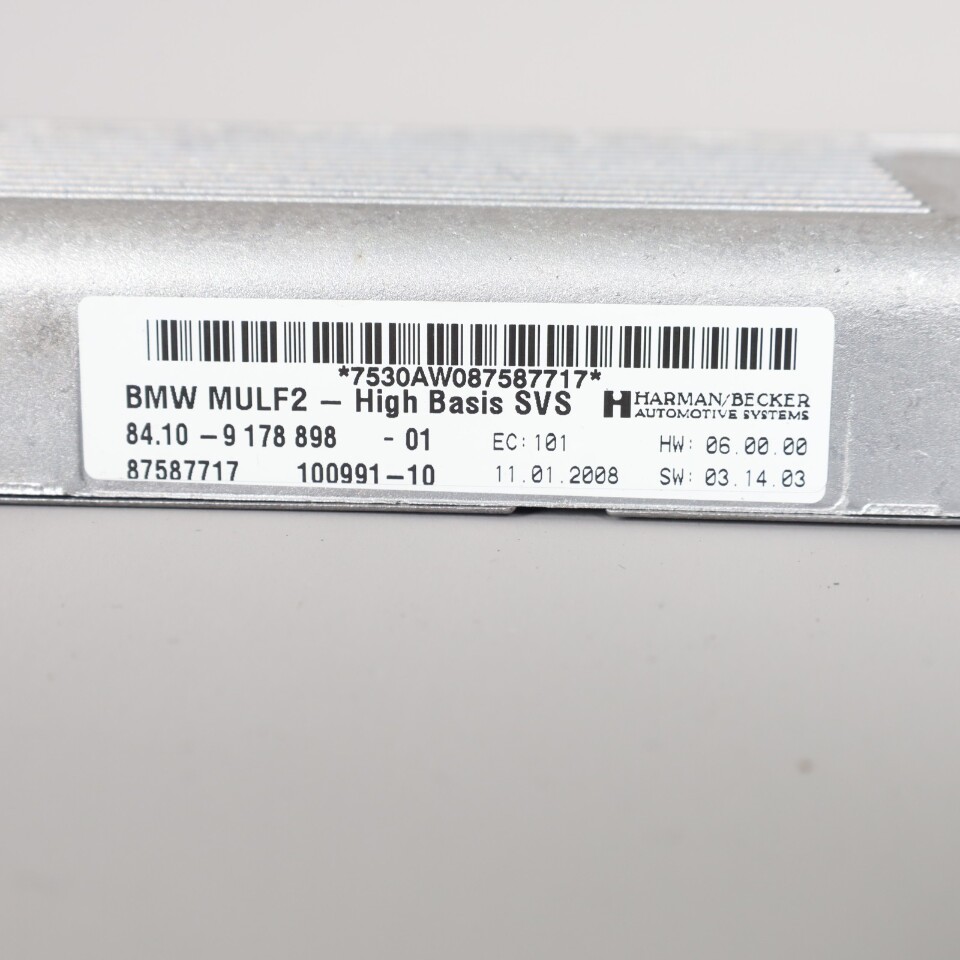 *7530AW087587717*
BMW MULF2 – High Basis SVS HARMAN/BECKER
AUTOMOTIVE SYSTEMS
84.10 – 9 178 898 - 01 EC: 101 HW: 06.00.00
87587717 100991–10 11.01.2008 SW: 03.14.03